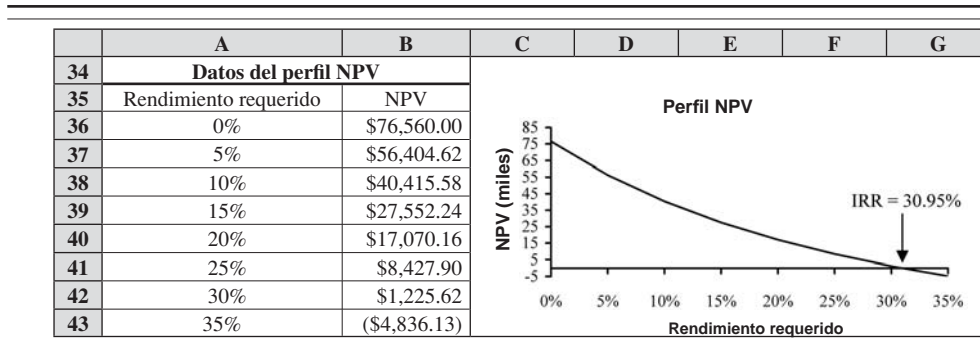 A B C D E F G
34 Datos del perfil NPV
35 Rendimiento requerido NPV
36 0% $76,560.00
37 5% $56,404.62
38 10% $40,415.58
39 15% $27,552.24
40 20% $17,070.16
41 25% $8,427.90
42 30% $1,225.62
43 35% ($4,836.13)
Perfil NPV
NPV (miles)
85
75
65
55
45
35
25
15
5
-5
IRR = 30.95%
0% 5% 10% 15% 20% 25% 30% 35%
Rendimiento requerido